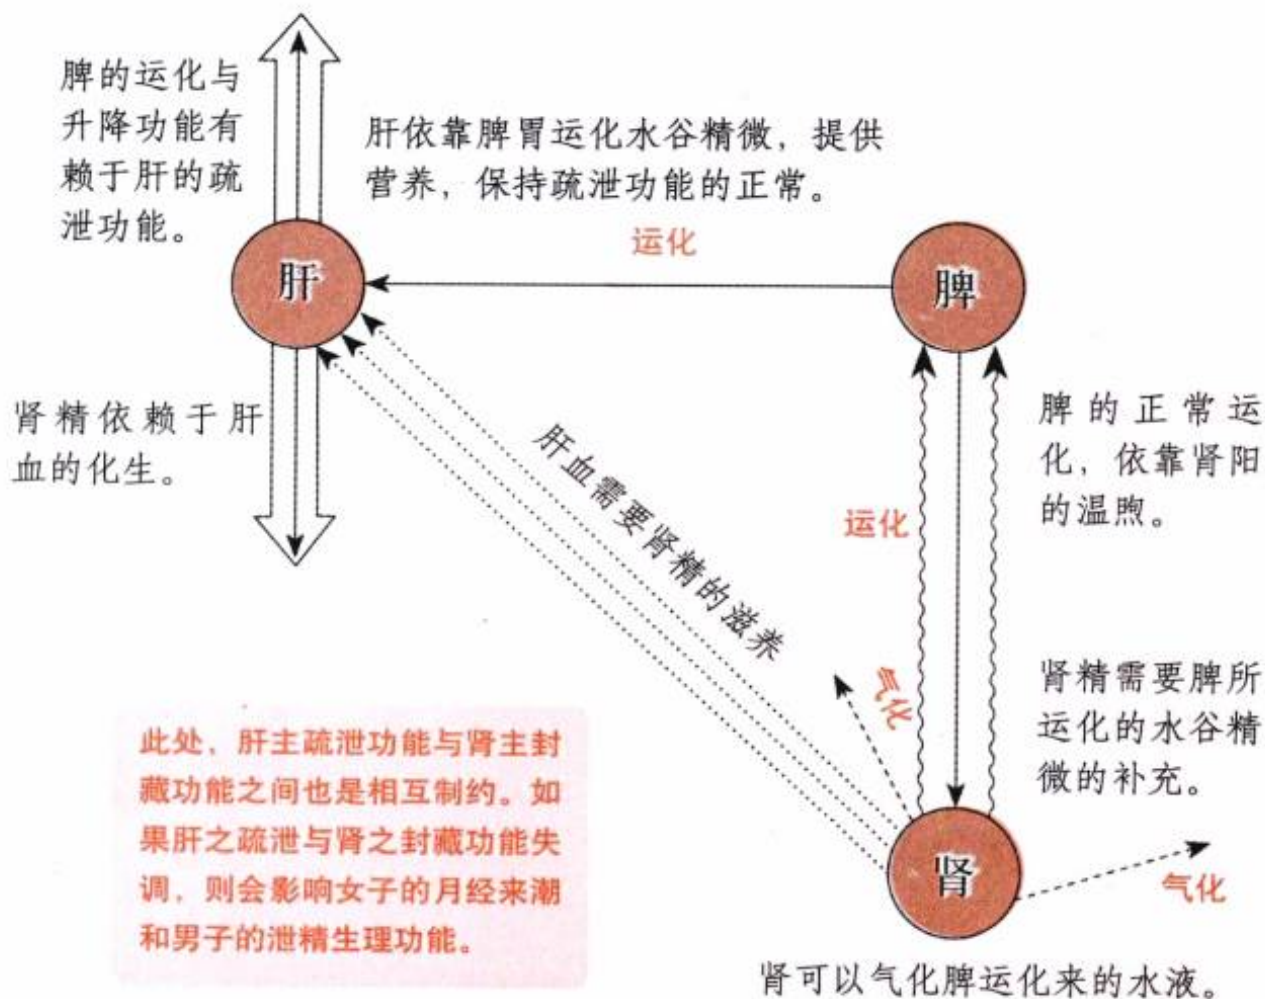 脾的运化与
升降功能有
赖于肝的疏
泄功能。
肝依靠脾胃运化水谷精微，提供
营养，保持疏泄功能的正常。
运化
肝
脾
肾精依赖于肝
血的化生。
肝血需要肾精的滋养
运化
脾的正常运
化，依靠肾阳
的温煦。
气化
肾精需要脾所
运化的水谷精
微的补充。
此处，肝主疏泄功能与肾主封
藏功能之间也是相互制约。如
果肝之疏泄与肾之封藏功能失
调，则会影响女子的月经来潮
和男子的泄精生理功能。
肾
气化
肾可以气化脾运化来的水液。